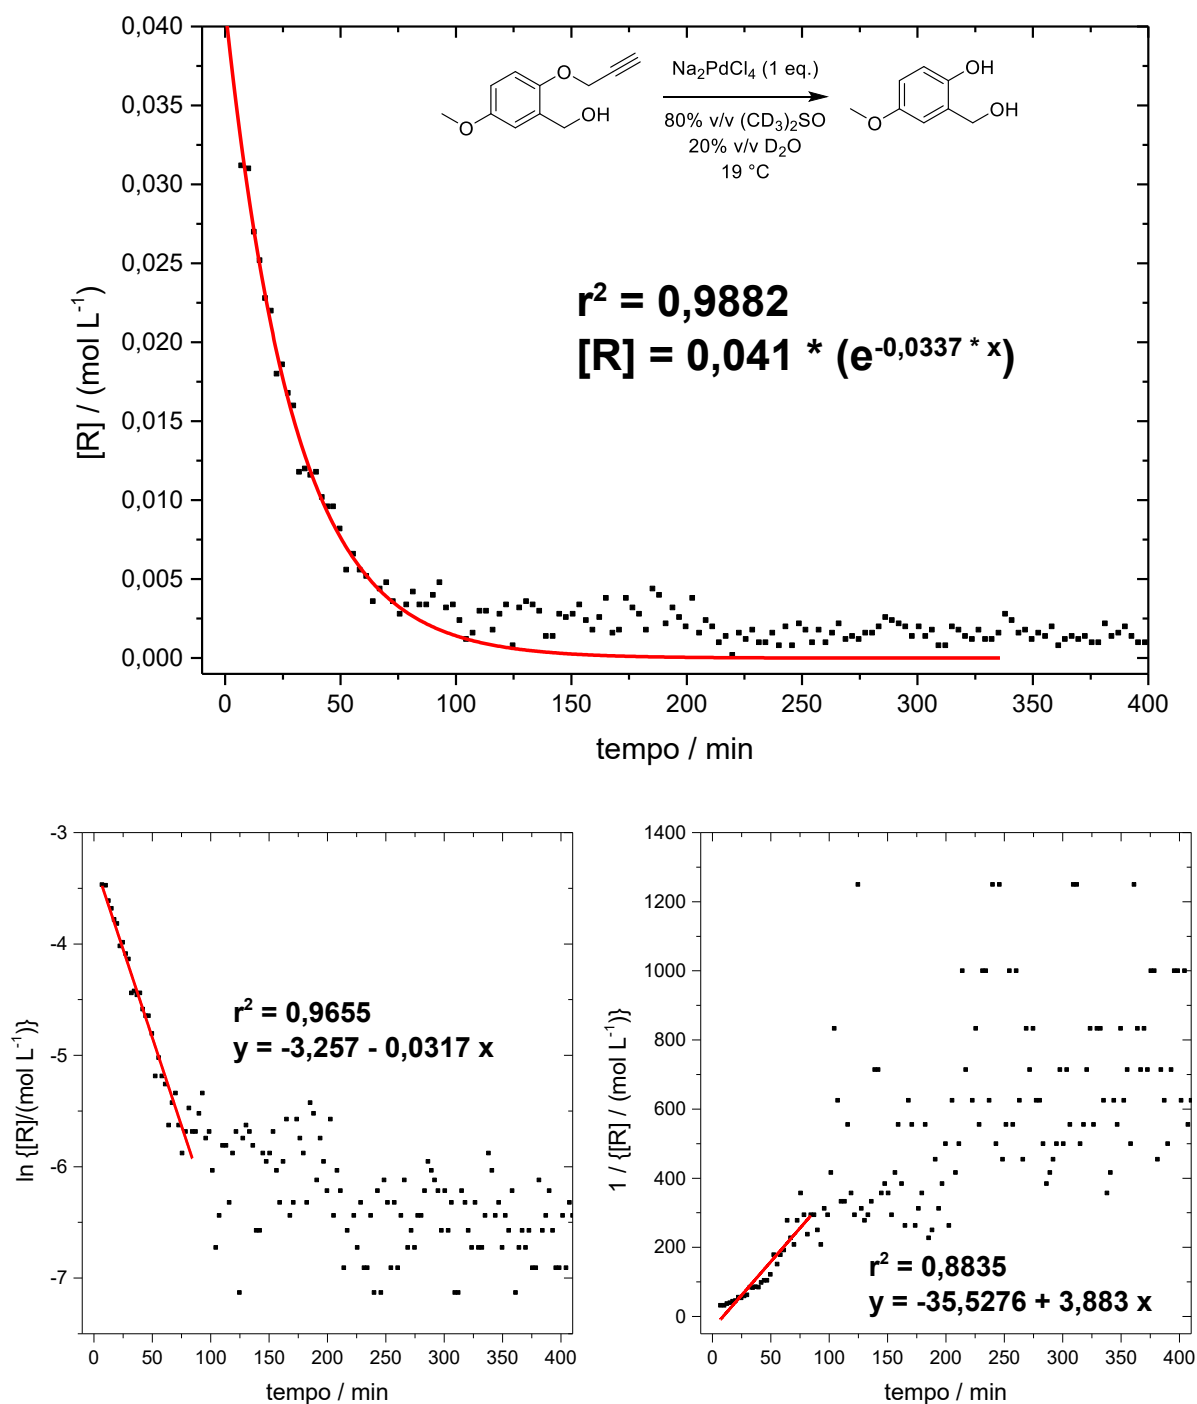 0,040
0,035
0,030
0,025
0,020
0,015
0,010
0,005
0,000
[R] / (mol L⁻¹)
0 50 100 150 200 250 300 350 400
tempo / min
O
OH
O
Na₂PdCl₄ (1 eq.)
80% v/v (CD₃)₂SO
20% v/v D₂O
19 °C
OH
OH
O
r² = 0,9882
[R] = 0,041 * (e⁻⁰,⁰³³⁷ * ˣ)
-3
-4
-5
-6
-7
ln {[R]/(mol L⁻¹)}
0 50 100 150 200 250 300 350 400
tempo / min
r² = 0,9655
y = -3,257 - 0,0317 x
1400
1200
1000
800
600
400
200
0
1 / {[R] / (mol L⁻¹)}
0 50 100 150 200 250 300 350 400
tempo / min
r² = 0,8835
y = -35,5276 + 3,883 x